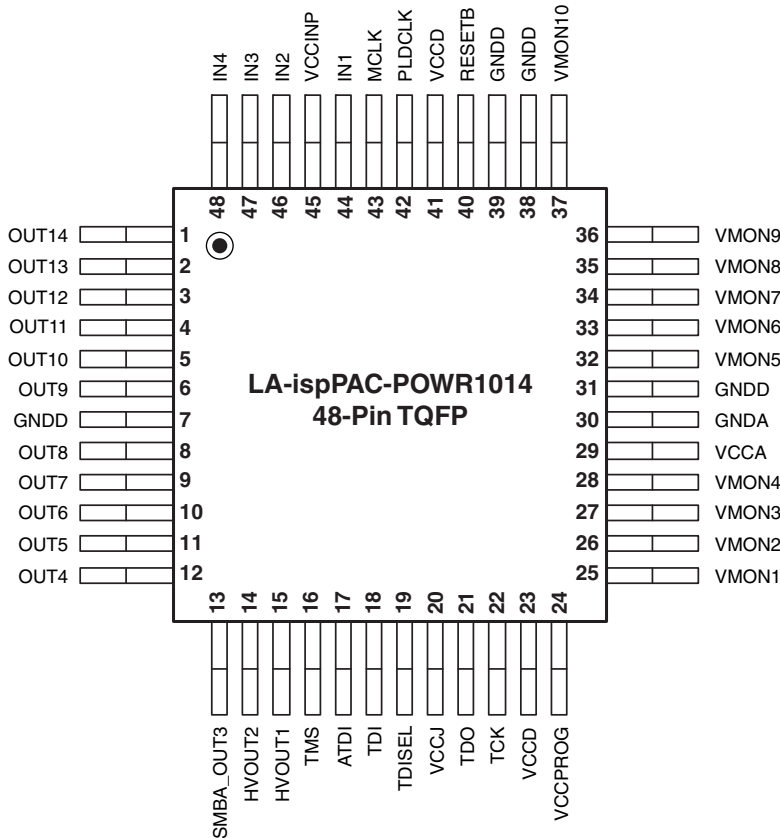 IN4
IN3
IN2
VCCINP
IN1
MCLK
PLDCLK
VCCD
RESETB
GNDD
GNDD
VMON10
48
47
46
45
44
43
42
41
40
39
38
37
OUT14 1
OUT13 2
OUT12 3
OUT11 4
OUT10 5
OUT9 6
GNDD 7
OUT8 8
OUT7 9
OUT6 10
OUT5 11
OUT4 12
LA-ispPAC-POWR1014
48-Pin TQFP
36 VMON9
35 VMON8
34 VMON7
33 VMON6
32 VMON5
31 GNDD
30 GNDA
29 VCCA
28 VMON4
27 VMON3
26 VMON2
25 VMON1
13
14
15
16
17
18
19
20
21
22
23
24
SMBA_OUT3
HVOUT2
HVOUT1
TMS
ATDI
TDI
TDISEL
VCCJ
TDO
TCK
VCCD
VCCPROG